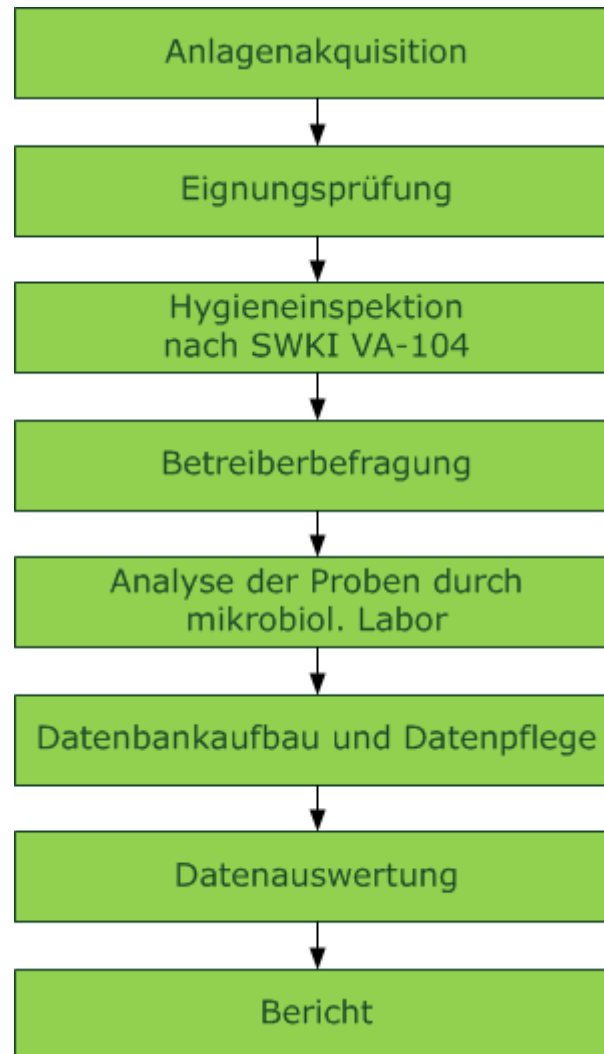 Anlagenakquisition
Eignungsprüfung
Hygieneinspektion
nach SWKI VA-104
Betreiberbefragung
Analyse der Proben durch
mikrobiol. Labor
Datenbankaufbau und Datenpflege
Datenauswertung
Bericht